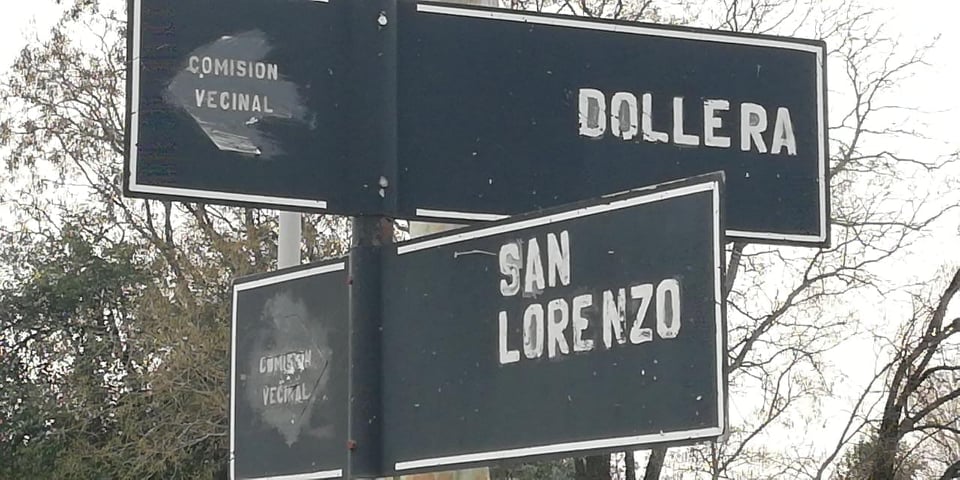 COMISION
VECINAL
DOLLERA
SAN
LORENZO
COMISION
VECINAL